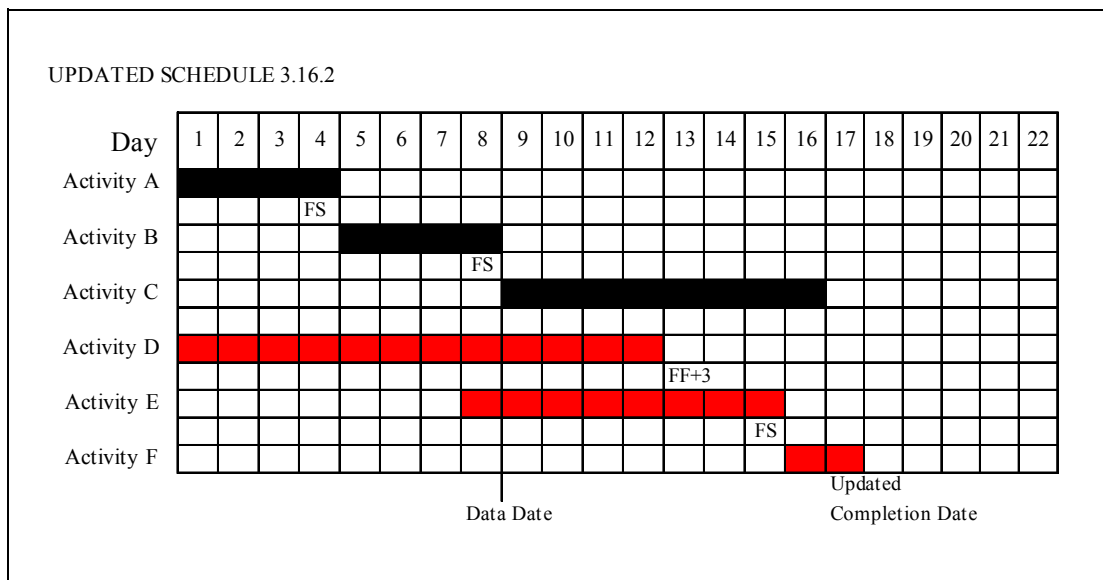 UPDATED SCHEDULE 3.16.2
Day 1 2 3 4 5 6 7 8 9 10 11 12 13 14 15 16 17 18 19 20 21 22
Activity A
FS
Activity B
FS
Activity C
Activity D
FF+3
Activity E
FS
Activity F
Updated
Data Date Completion Date